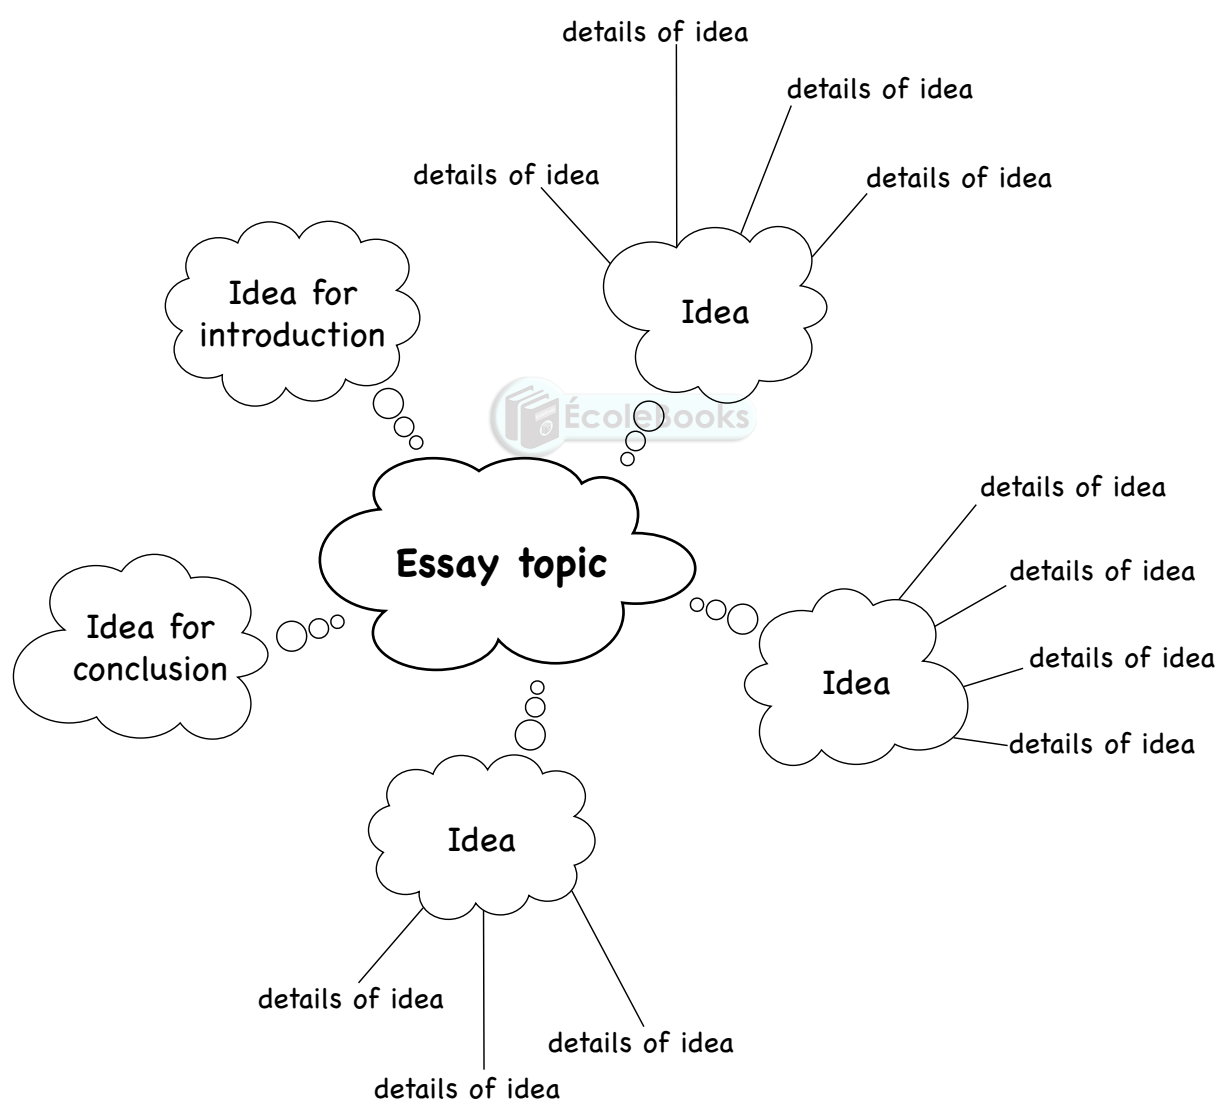 details of idea
details of idea
details of idea
details of idea
Idea for
introduction
Idea
ÉcoleBooks
details of idea
Essay topic
details of idea
Idea for
conclusion
details of idea
Idea
details of idea
Idea
details of idea
details of idea
details of idea